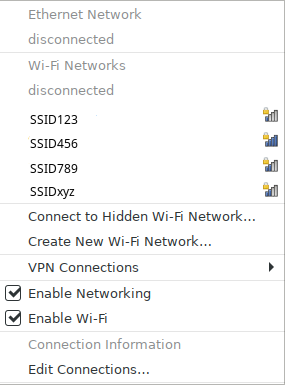 Ethernet Network
disconnected
Wi-Fi Networks
disconnected
SSID123
SSID456
SSID789
SSIDxyz
Connect to Hidden Wi-Fi Network...
Create New Wi-Fi Network...
VPN Connections
Enable Networking
Enable Wi-Fi
Connection Information
Edit Connections...